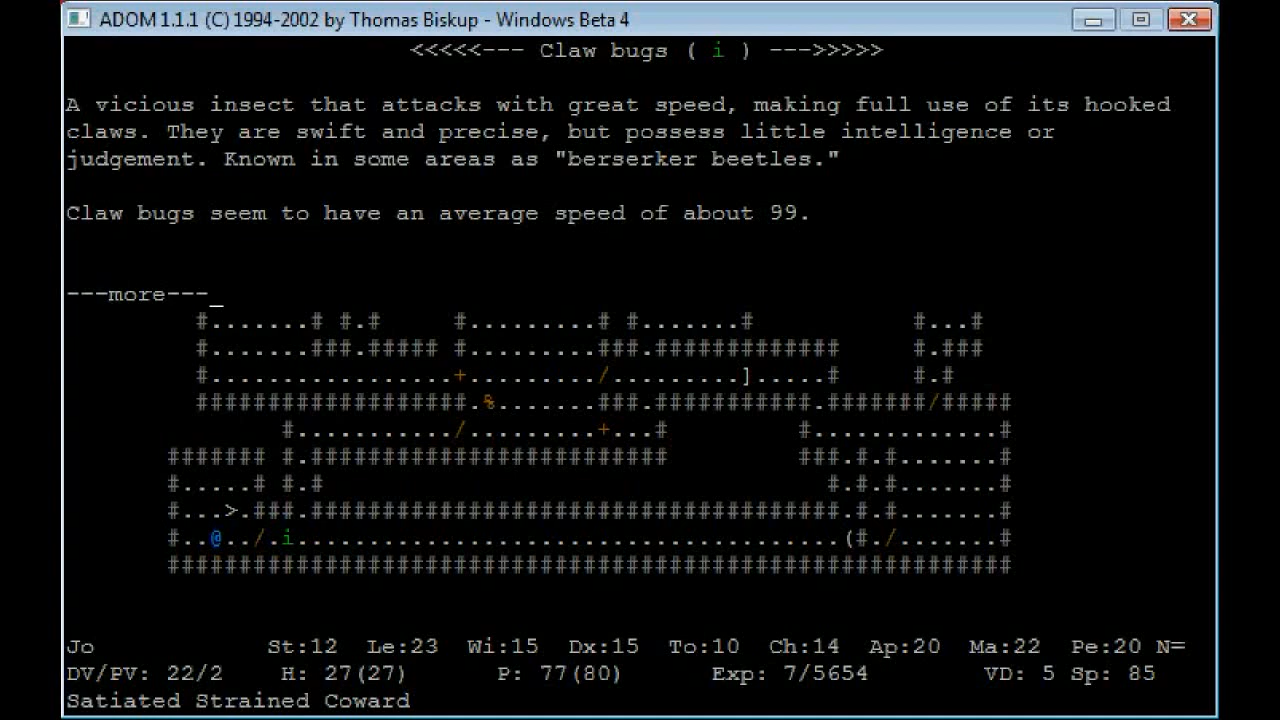 ADOM 1.1.1 (C) 1994-2002 by Thomas Biskup - Windows Beta 4
<<<<<--- Claw bugs ( i ) --->>>>>
A vicious insect that attacks with great speed, making full use of its hooked
claws. They are swift and precise, but possess little intelligence or
judgement. Known in some areas as "berserker beetles."
Claw bugs seem to have an average speed of about 99.
---more---_
#.......# #.#     #.........# #.......#           #...#
#.......###.##### #.........###.#############     #.###
#.................+........./.........].....#     #.#
###################.%.......###.###########.#######/#####
#.........../.........+...#         #.............#
####### #.#########################         ###.#.#.......#
#.....# #.#                                   #.#.#.......#
#...>.###.#####################################.#.#.......#
#..@../.i......................................(#./.......#
###########################################################
Jo St:12 Le:23 Wi:15 Dx:15 To:10 Ch:14 Ap:20 Ma:22 Pe:20 N=
DV/PV: 22/2 H: 27(27) P: 77(80) Exp: 7/5654 VD: 5 Sp: 85
Satiated Strained Coward